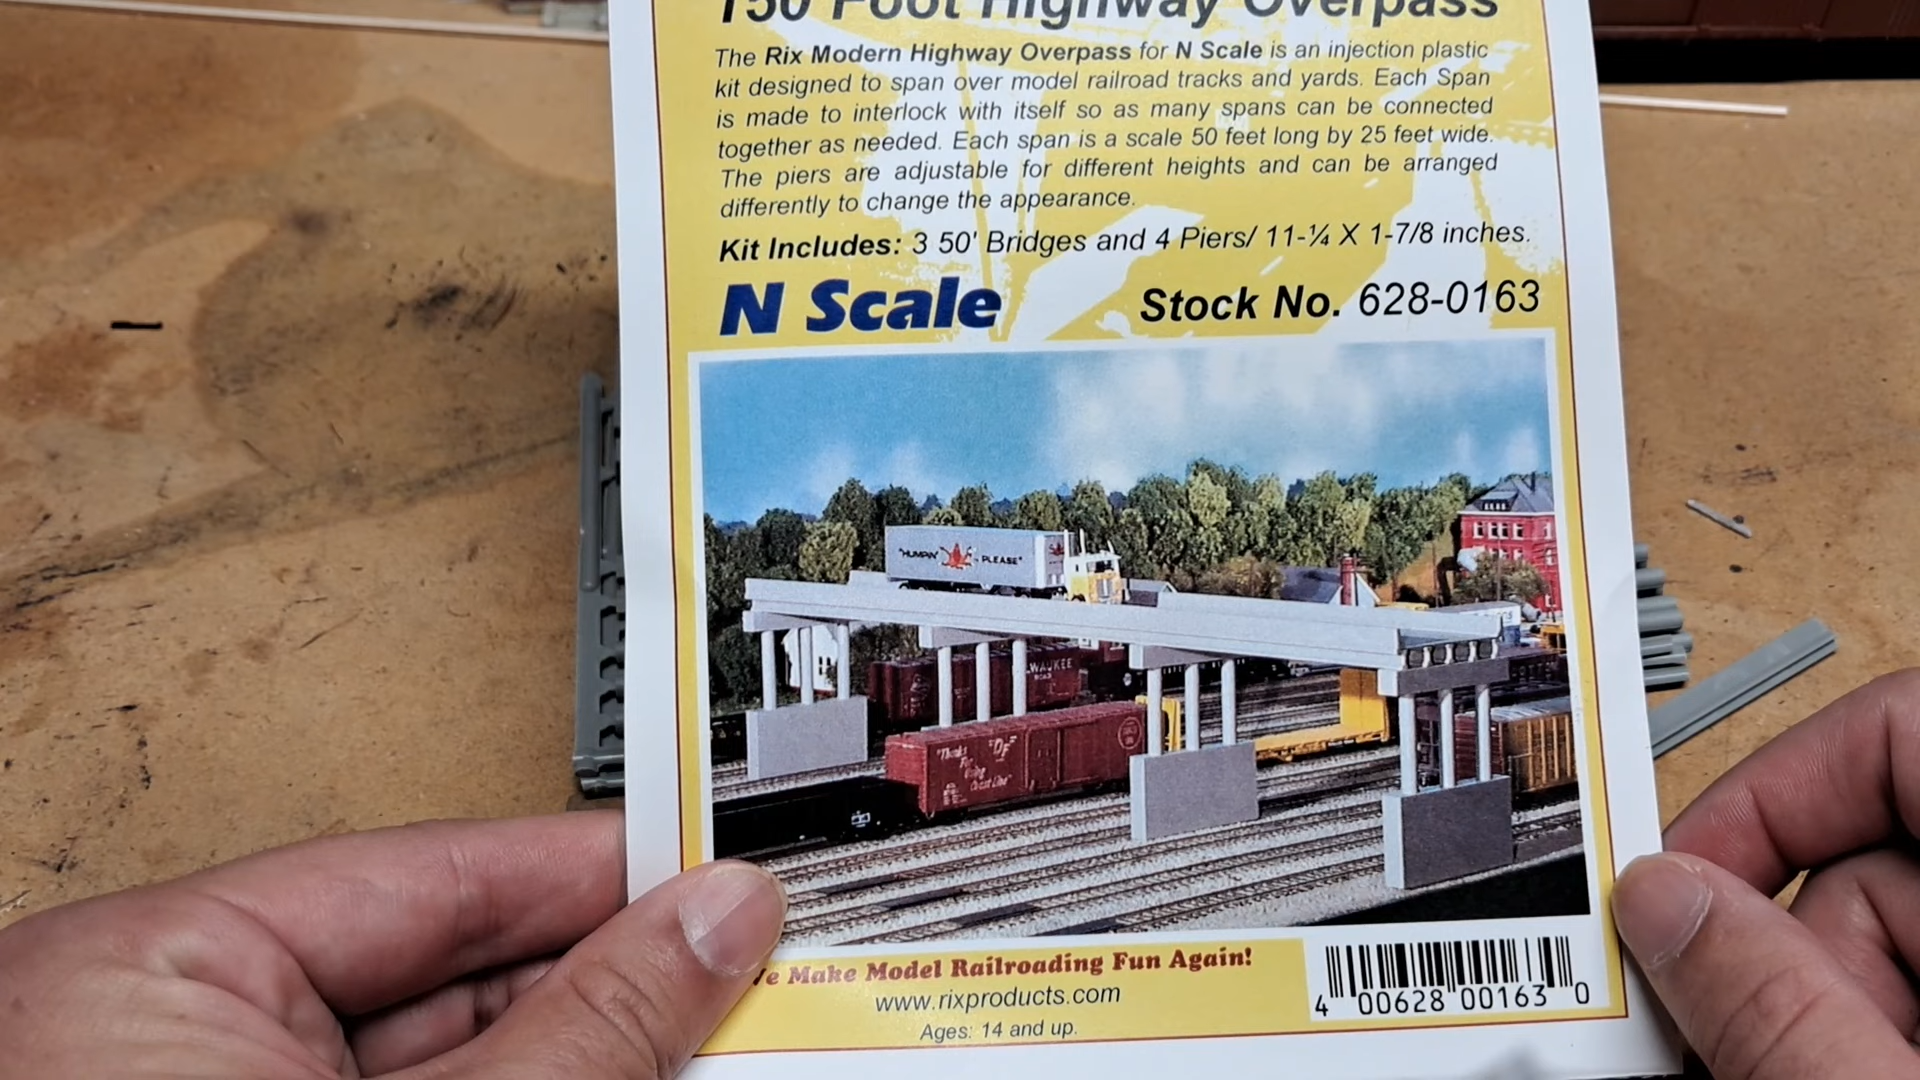 150 Foot Highway Overpass
The Rix Modern Highway Overpass for N Scale is an injection plastic
kit designed to span over model railroad tracks and yards. Each Span
is made to interlock with itself so as many spans can be connected
together as needed. Each span is a scale 50 feet long by 25 feet wide.
The piers are adjustable for different heights and can be arranged
differently to change the appearance.
Kit Includes: 3 50' Bridges and 4 Piers/ 11-¼ X 1-7/8 inches.
N Scale
Stock No. 628-0163
"HUMPIN' PLEASE"
LWAUKEE
ROAD
"Thanks
For
Using
Coast Line"
"DF"
e Make Model Railroading Fun Again!
www.rixproducts.com
Ages: 14 and up.
4 00628 00163 0